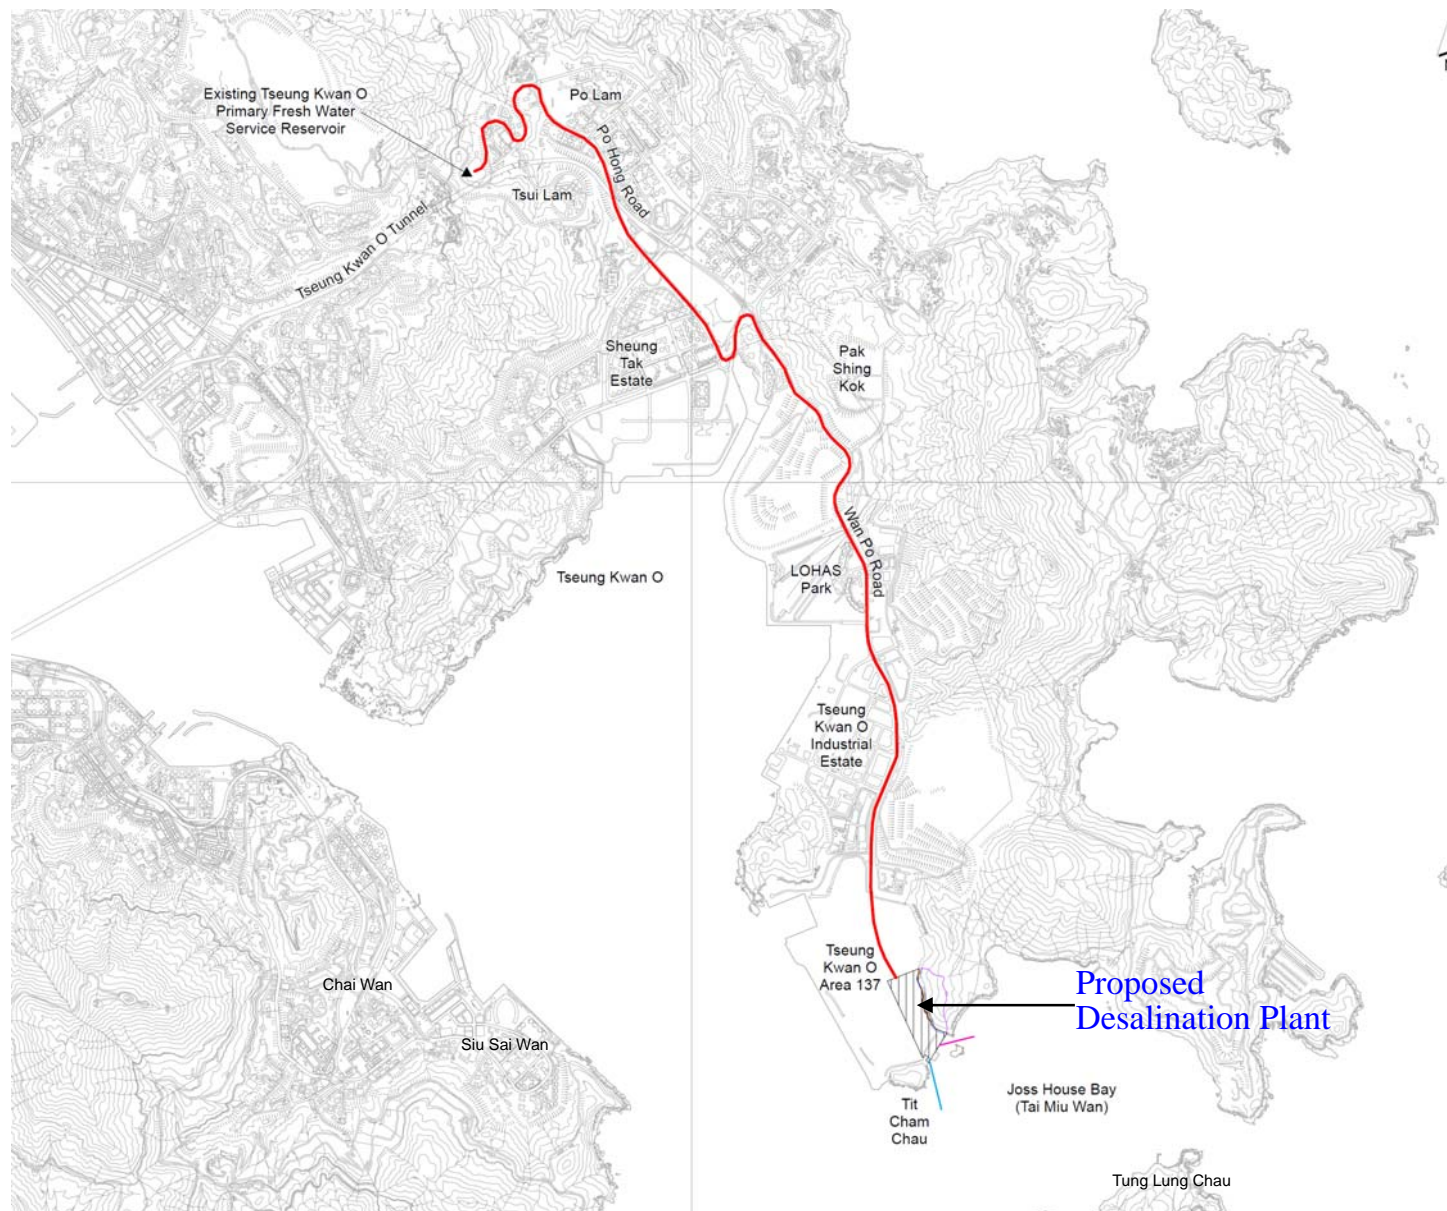 Existing Tseung Kwan O
Primary Fresh Water
Service Reservoir
Po Lam
Po Hong Road
Tsui Lam
Tseung Kwan O Tunnel
Sheung
Tak
Estate
Pak
Shing
Kok
Wan Po Road
Tseung Kwan O
LOHAS
Park
Tseung
Kwan O
Industrial
Estate
Tseung
Kwan O
Area 137
Proposed
Desalination Plant
Chai Wan
Siu Sai Wan
Joss House Bay
(Tai Miu Wan)
Tit
Cham
Chau
Tung Lung Chau